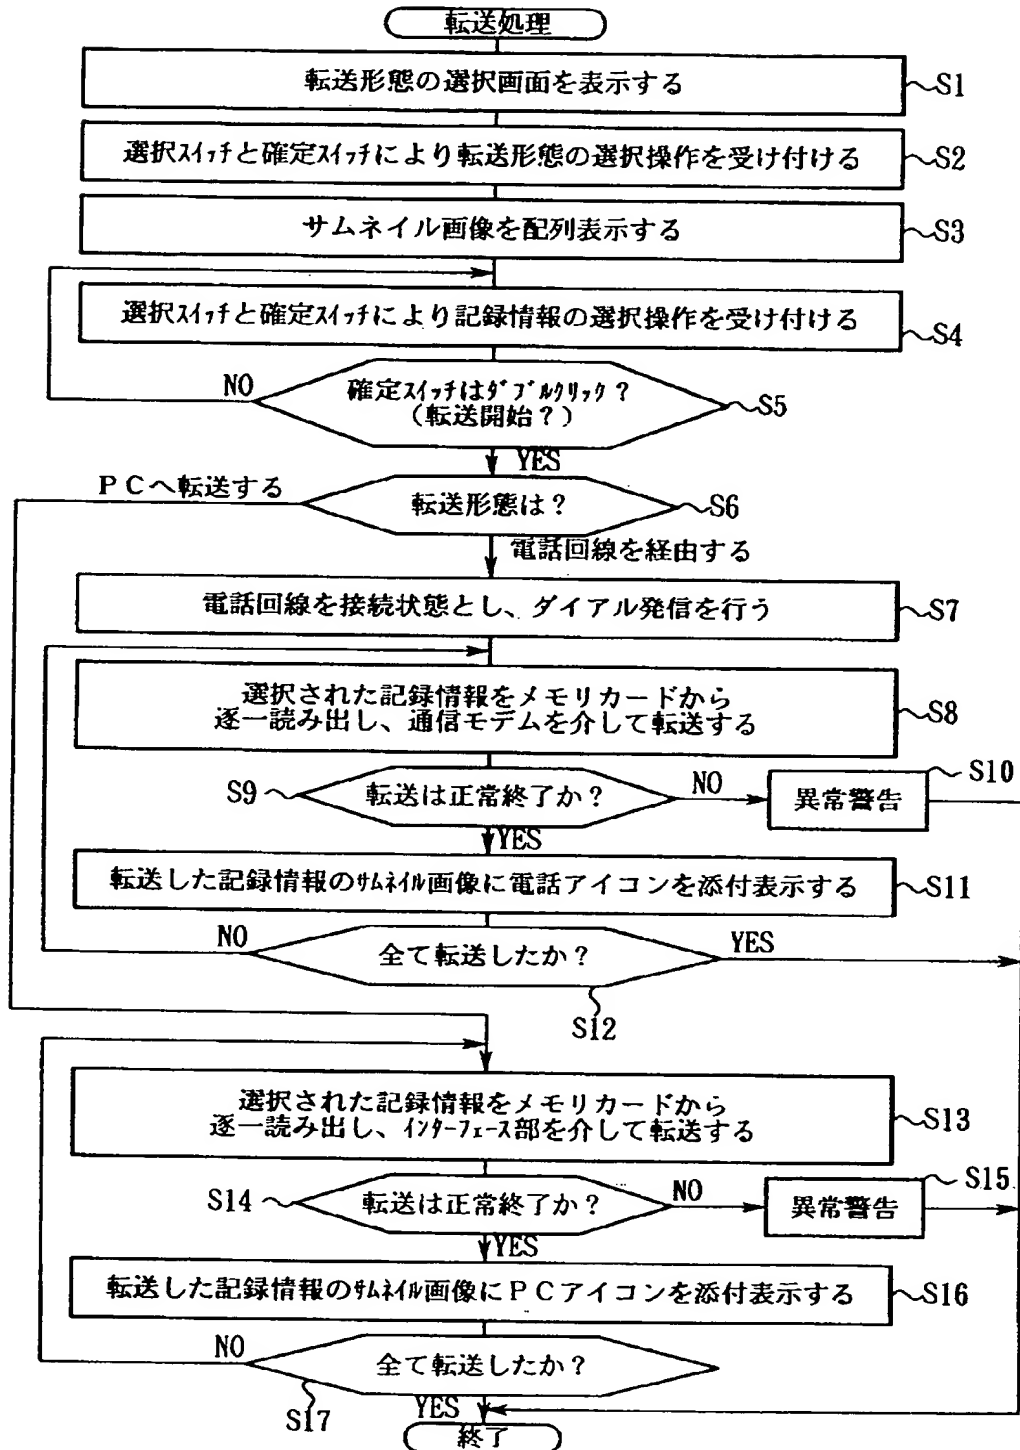 転送処理
転送形態の選択画面を表示する
S1
選択ｽｲｯﾁと確定ｽｲｯﾁにより転送形態の選択操作を受け付ける
S2
サムネイル画像を配列表示する
S3
選択ｽｲｯﾁと確定ｽｲｯﾁにより記録情報の選択操作を受け付ける
S4
NO
確定ｽｲｯﾁはﾀﾞﾌﾞﾙｸﾘｯｸ？
（転送開始？）
S5
YES
ＰＣへ転送する
転送形態は？
S6
電話回線を経由する
電話回線を接続状態とし、ダイアル発信を行う
S7
選択された記録情報をメモリカードから
逐一読み出し、通信モデムを介して転送する
S8
S9
転送は正常終了か？
NO
異常警告
S10
YES
転送した記録情報のｻﾑﾈｲﾙ画像に電話アイコンを添付表示する
S11
NO
全て転送したか？
YES
S12
選択された記録情報をメモリカードから
逐一読み出し、ｲﾝﾀｰﾌｪｰｽ部を介して転送する
S13
S14
転送は正常終了か？
NO
異常警告
S15
YES
転送した記録情報のｻﾑﾈｲﾙ画像にＰＣアイコンを添付表示する
S16
NO
全て転送したか？
S17
YES
終了